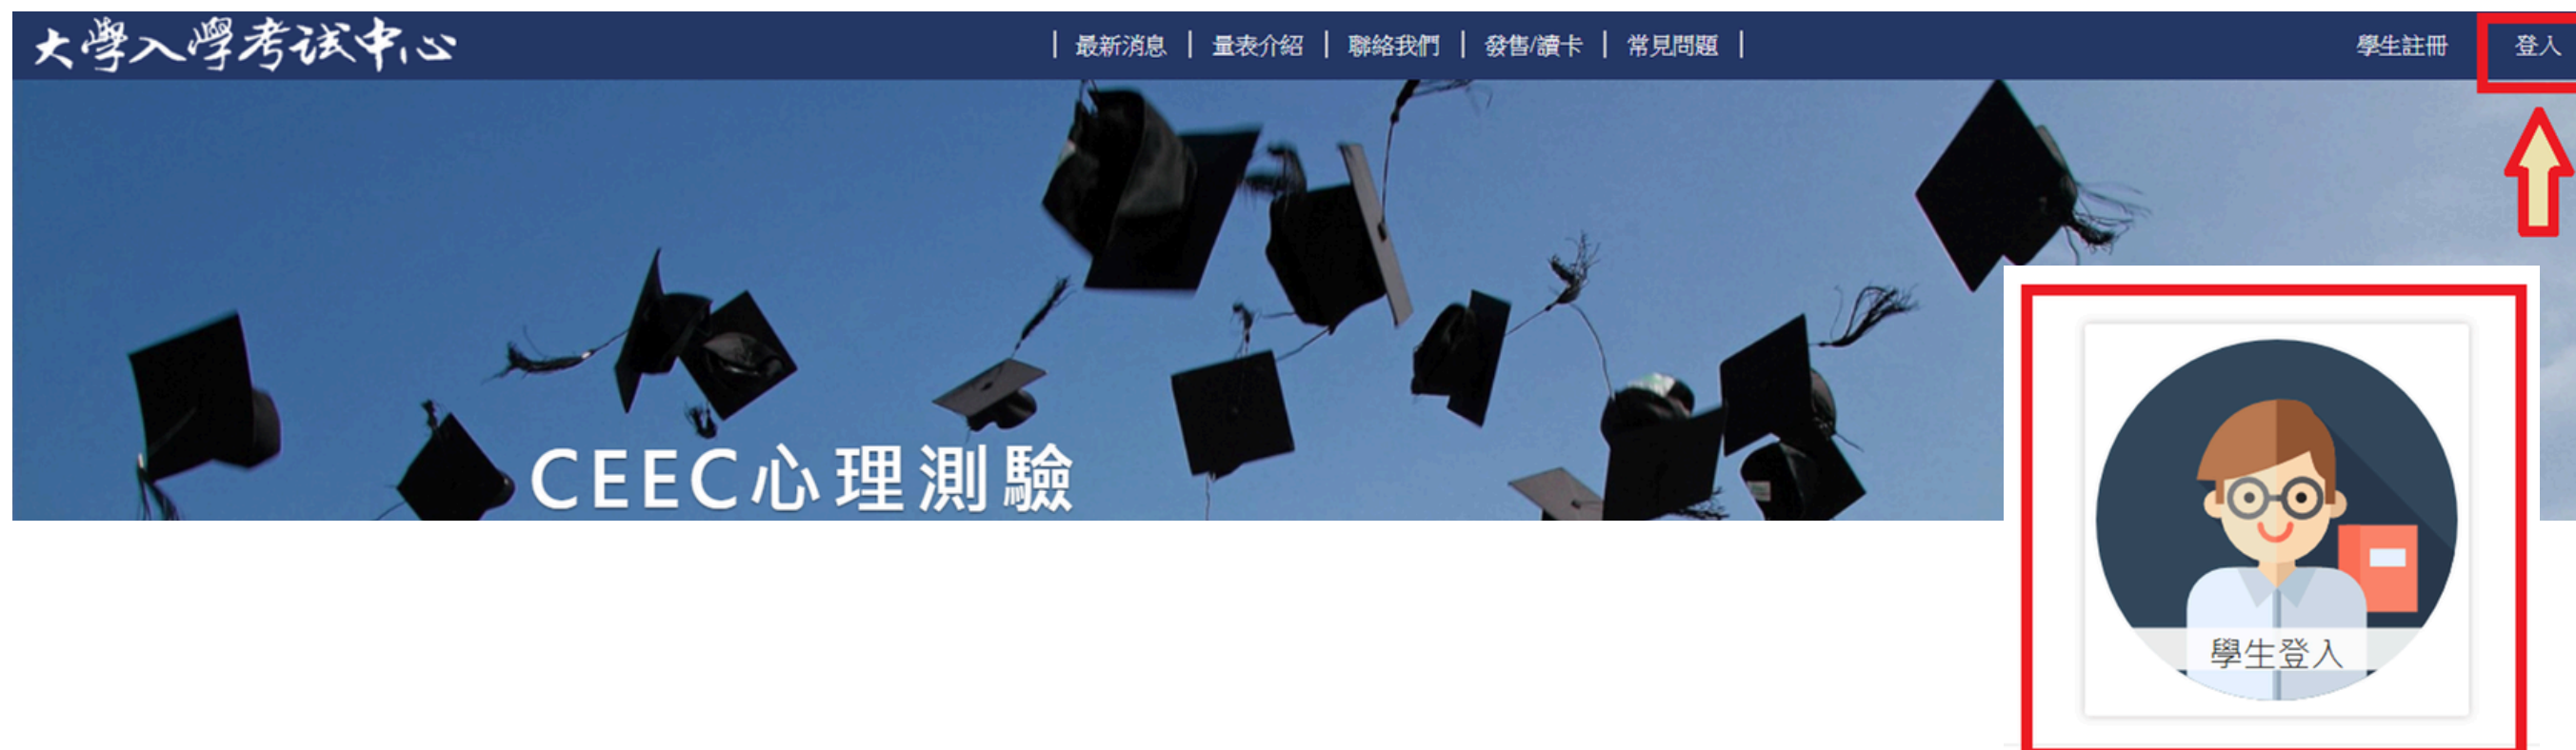 大學入學考試中心
| 最新消息 | 量表介紹 | 聯絡我們 | 發售/讀卡 | 常見問題 |
學生註冊
登入
CEEC心理測驗
學生登入